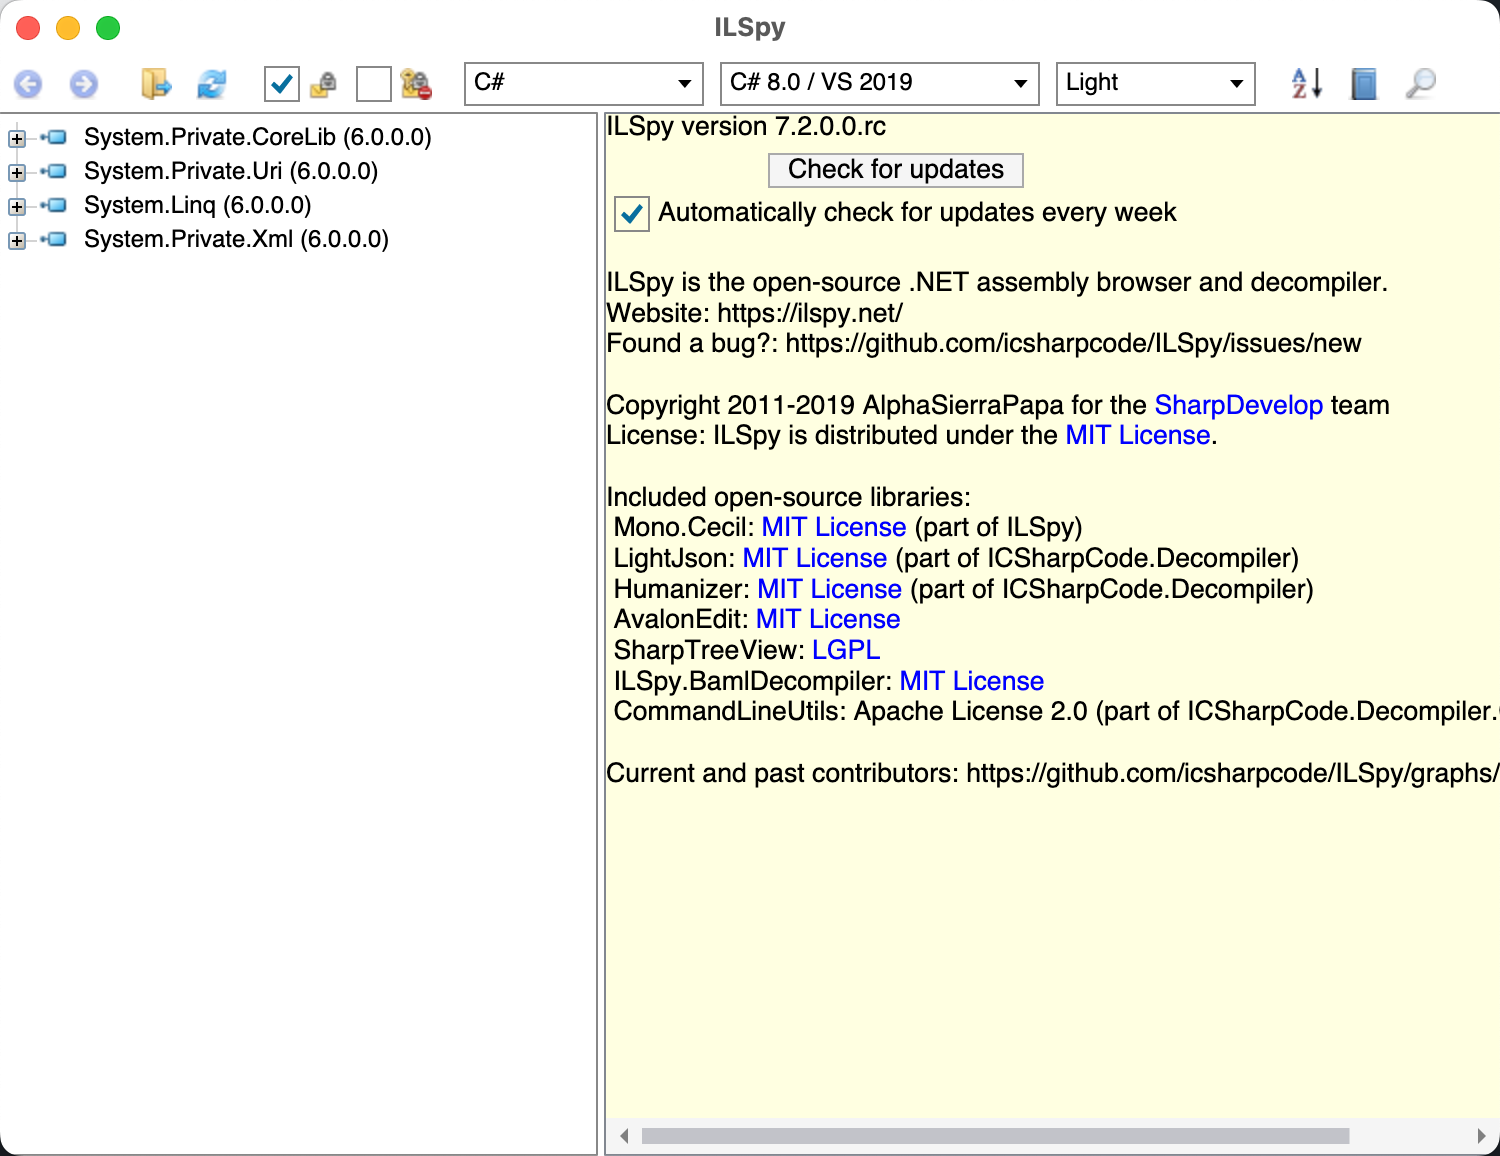 ILSpy
C#
C# 8.0 / VS 2019
Light
A
Z
System.Private.CoreLib (6.0.0.0)
System.Private.Uri (6.0.0.0)
System.Linq (6.0.0.0)
System.Private.Xml (6.0.0.0)
ILSpy version 7.2.0.0.rc
Check for updates
Automatically check for updates every week
ILSpy is the open-source .NET assembly browser and decompiler.
Website: https://ilspy.net/
Found a bug?: https://github.com/icsharpcode/ILSpy/issues/new
Copyright 2011-2019 AlphaSierraPapa for the SharpDevelop team
License: ILSpy is distributed under the MIT License.
Included open-source libraries:
Mono.Cecil: MIT License (part of ILSpy)
LightJson: MIT License (part of ICSharpCode.Decompiler)
Humanizer: MIT License (part of ICSharpCode.Decompiler)
AvalonEdit: MIT License
SharpTreeView: LGPL
ILSpy.BamlDecompiler: MIT License
CommandLineUtils: Apache License 2.0 (part of ICSharpCode.Decompiler.
Current and past contributors: https://github.com/icsharpcode/ILSpy/graphs/